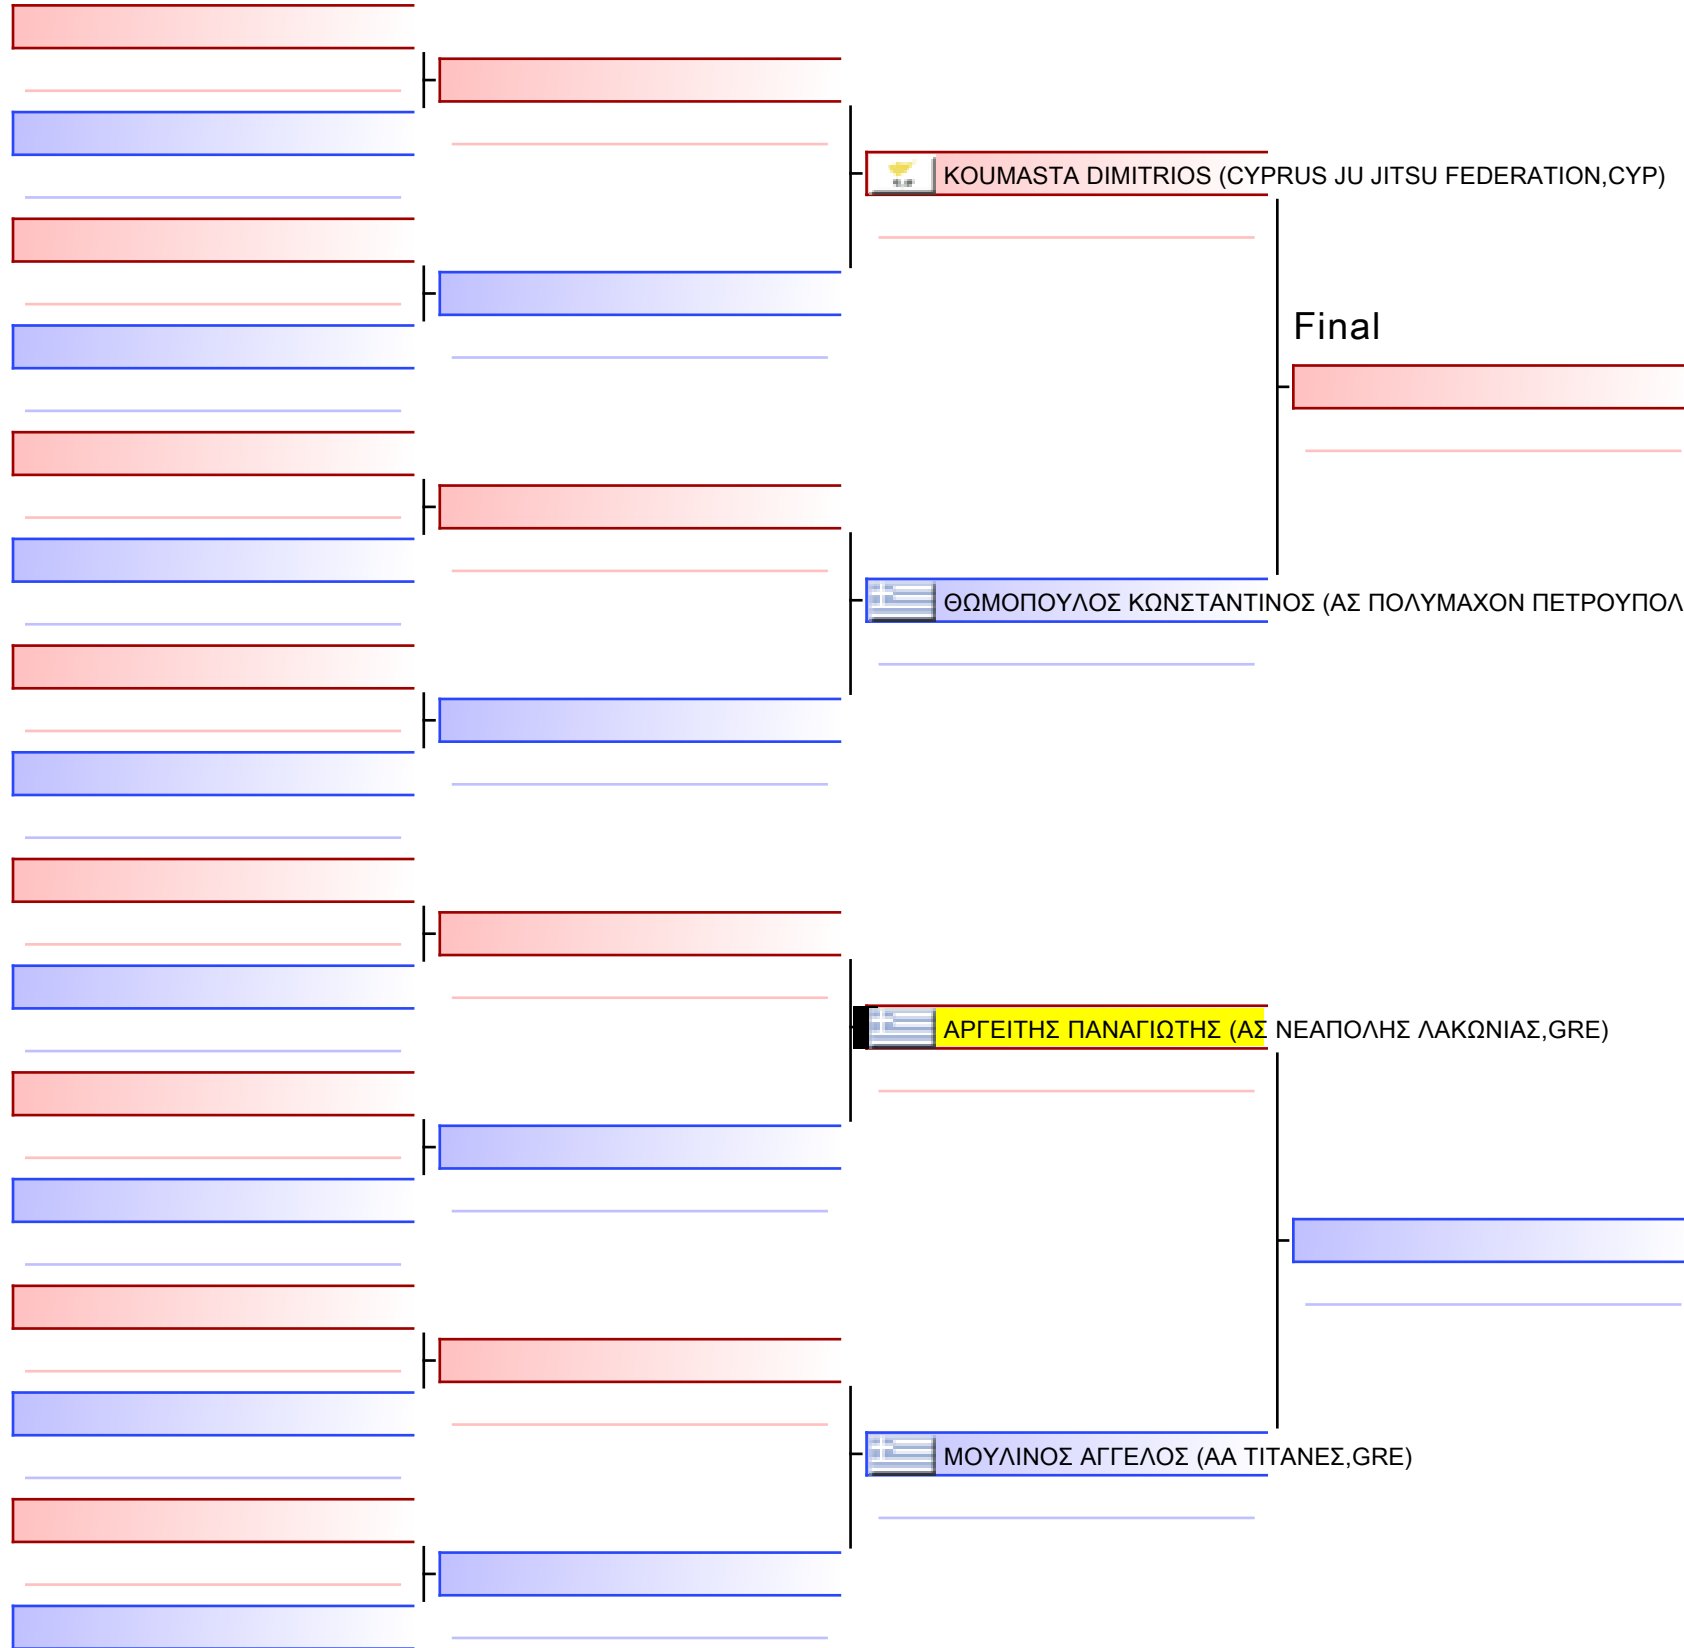 KOUMASTA DIMITRIOS (CYPRUS JU JITSU FEDERATION,CYP)
Final
ΘΩΜΟΠΟΥΛΟΣ ΚΩΝΣΤΑΝΤΙΝΟΣ (ΑΣ ΠΟΛΥΜΑΧΟΝ ΠΕΤΡΟΥΠΟΛ
ΑΡΓΕΙΤΗΣ ΠΑΝΑΓΙΩΤΗΣ (ΑΣ ΝΕΑΠΟΛΗΣ ΛΑΚΩΝΙΑΣ,GRE)
ΜΟΥΛΙΝΟΣ ΑΓΓΕΛΟΣ (ΑΑ ΤΙΤΑΝΕΣ,GRE)